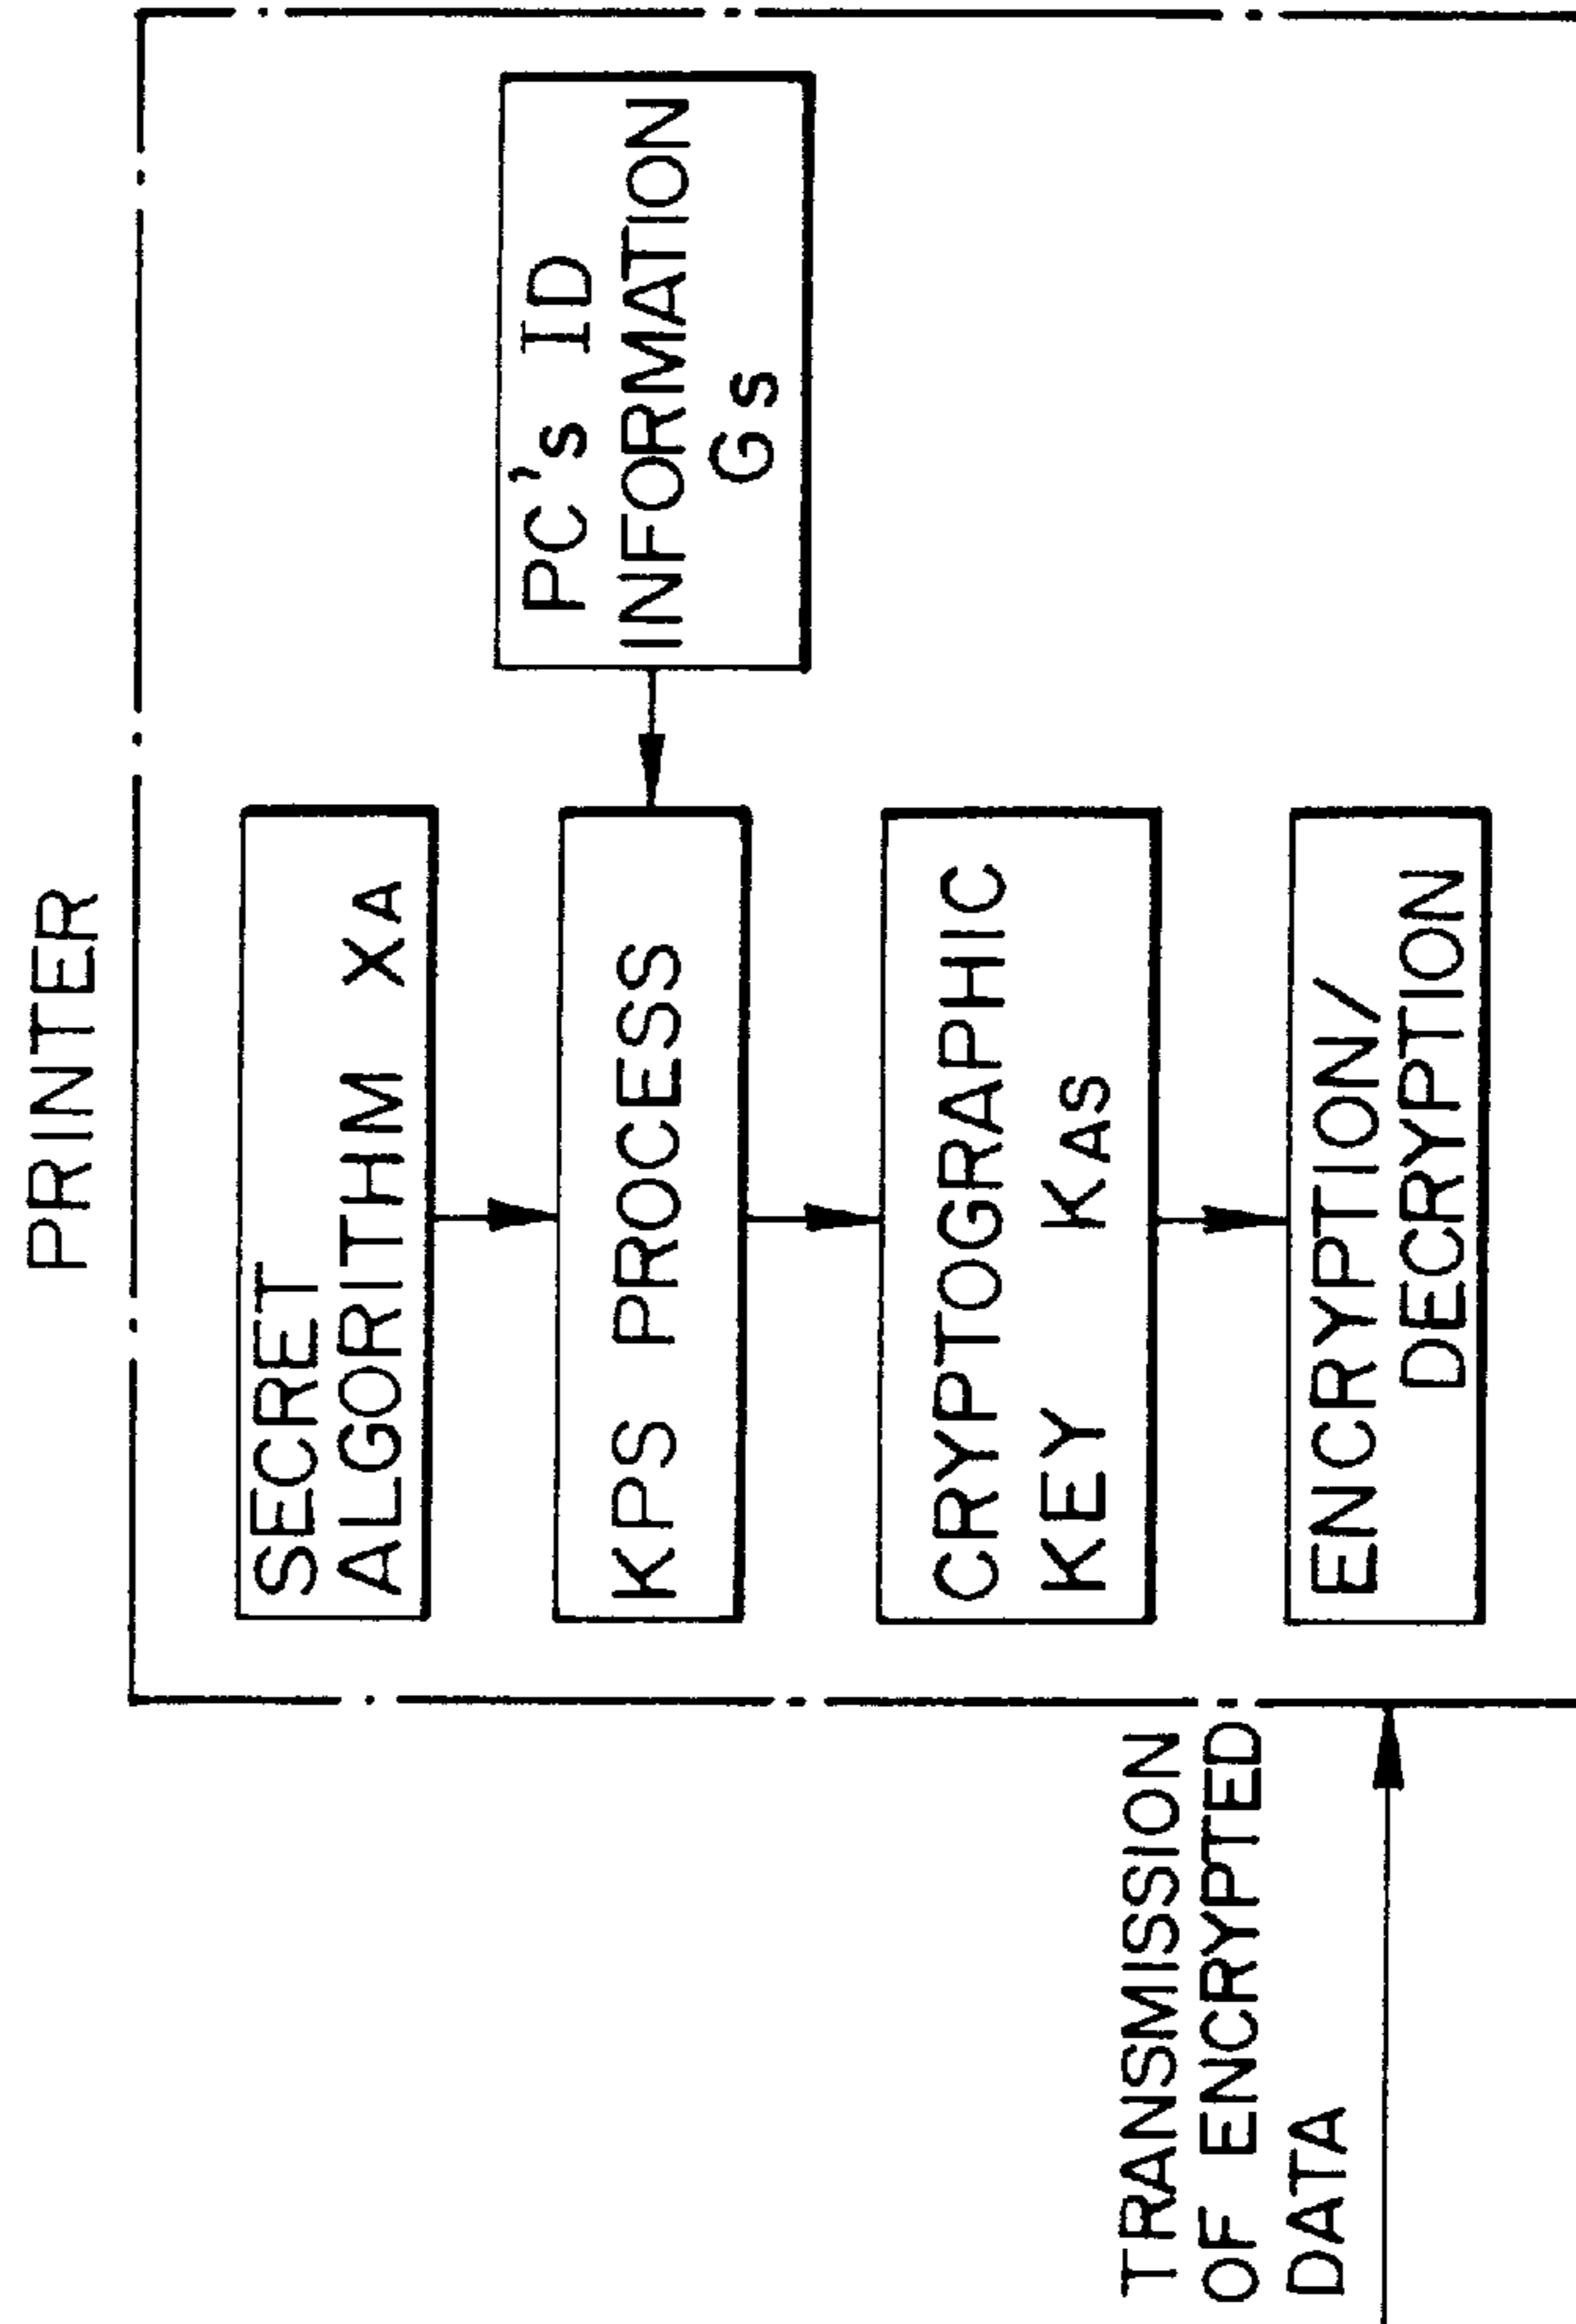 PRINTER
SECRET
ALGORITHM XA
PC's ID
INFORMATION
Gs
KPS PROCESS
CRYPTOGRAPHIC
KEY KAS
ENCRYPTION/
DECRYPTION
TRANSMISSION
OF ENCRYPTED
DATA